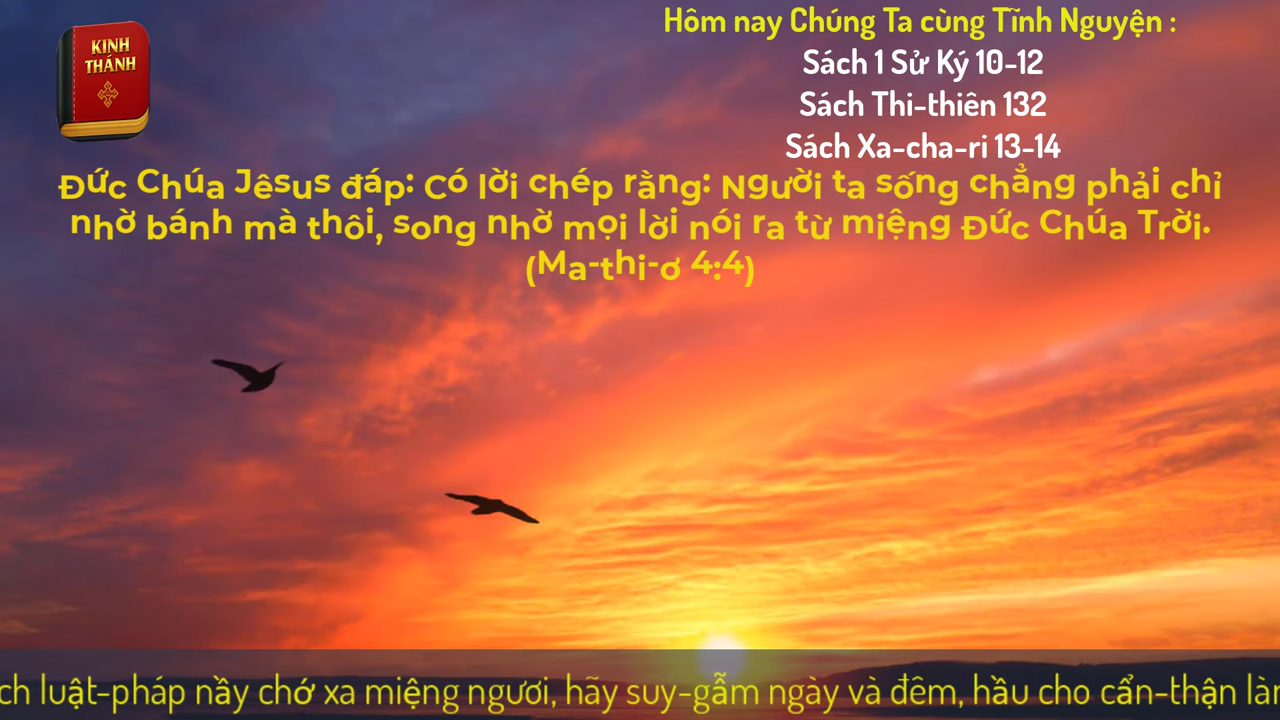 KINH
THÁNH
Hôm nay Chúng Ta cùng Tĩnh Nguyện :
Sách 1 Sử Ký 10-12
Sách Thi-thiên 132
Sách Xa-cha-ri 13-14
Đức Chúa Jêsus đáp: Có lời chép rằng: Người ta sống chẳng phải chỉ
nhờ bánh mà thôi, song nhờ mọi lời nói ra từ miệng Đức Chúa Trời.
(Ma-thi-ơ 4:4)
ch luật-pháp nầy chớ xa miệng ngươi, hãy suy-gẫm ngày và đêm, hầu cho cẩn-thận làm